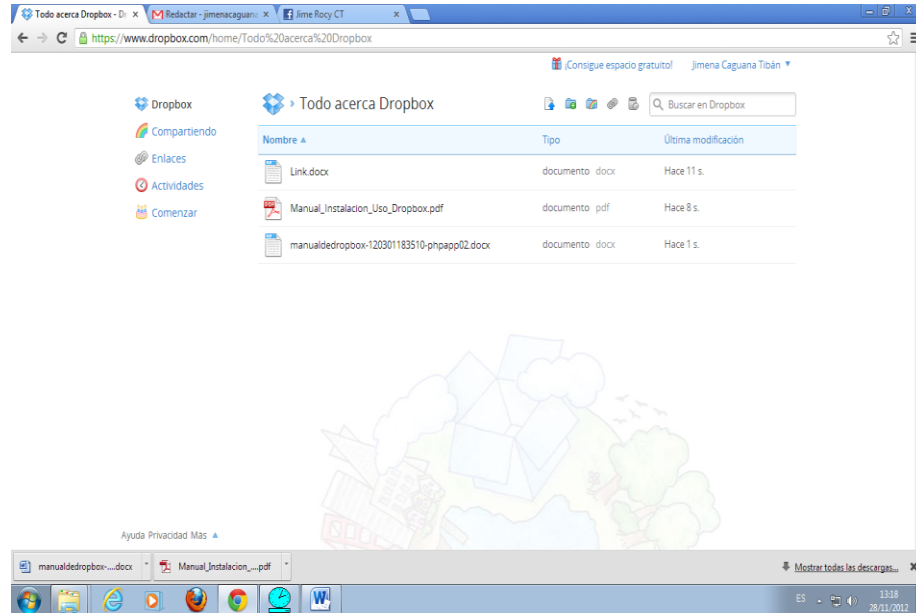 Todo acerca Dropbox - Dr
Redactar - jimenacaguana
Jime Rocy CT
https://www.dropbox.com/home/Todo%20acerca%20Dropbox
¡Consigue espacio gratuito! Jimena Caguana Tibán
Dropbox
Compartiendo
Enlaces
Actividades
Comenzar
Todo acerca Dropbox
Buscar en Dropbox
Nombre Tipo Última modificación
Link.docx documento docx Hace 11 s.
Manual_Instalacion_Uso_Dropbox.pdf documento pdf Hace 8 s.
manualdedropbox-120301183510-phpapp02.docx documento docx Hace 1 s.
Ayuda Privacidad Más
manualdedropbox-....docx Manual_Instalacion_....pdf Mostrar todas las descargas...
ES 13:18
28/11/2012